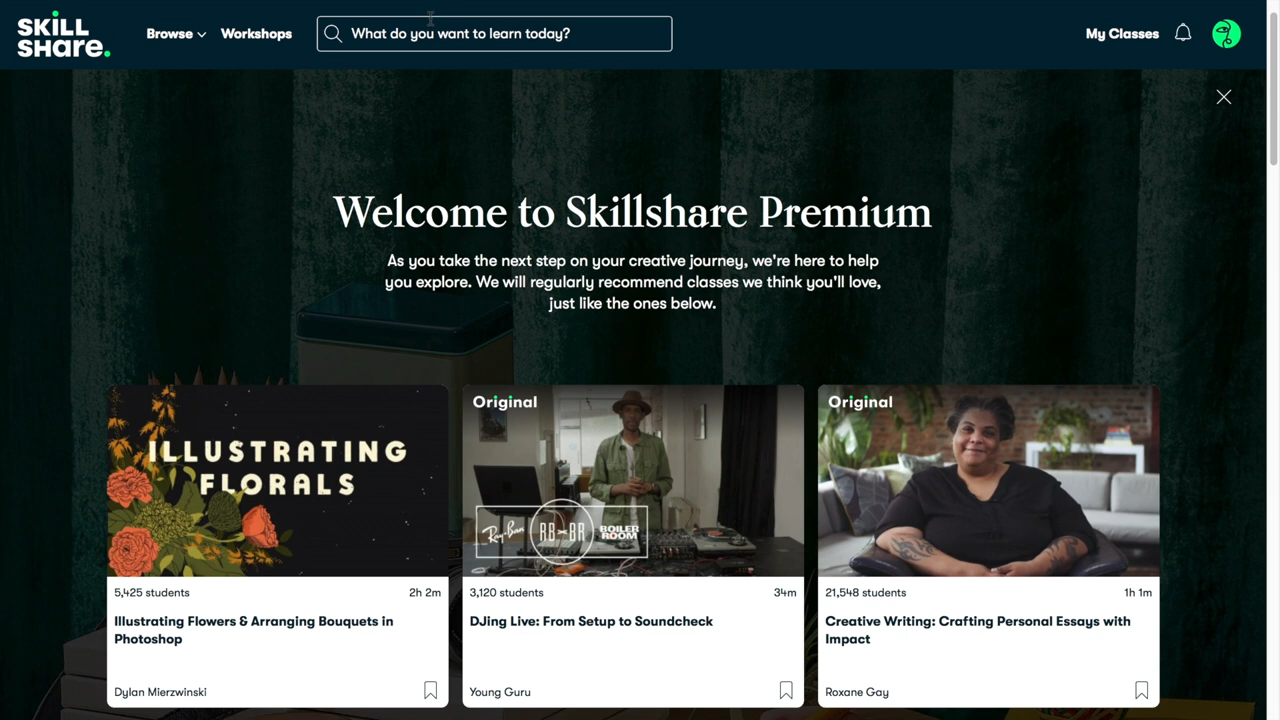 SKILL
SHare.
Browse
Workshops
What do you want to learn today?
My Classes
Welcome to Skillshare Premium
As you take the next step on your creative journey, we're here to help
you explore. We will regularly recommend classes we think you'll love,
just like the ones below.
ILLUSTRATING
FLORALS
5,425 students
2h 2m
Illustrating Flowers & Arranging Bouquets in
Photoshop
Dylan Mierzwinski
Original
Ray-Ban
RB BR
BOILER
ROOM
3,120 students
34m
DJing Live: From Setup to Soundcheck
Young Guru
Original
21,548 students
1h 1m
Creative Writing: Crafting Personal Essays with
Impact
Roxane Gay